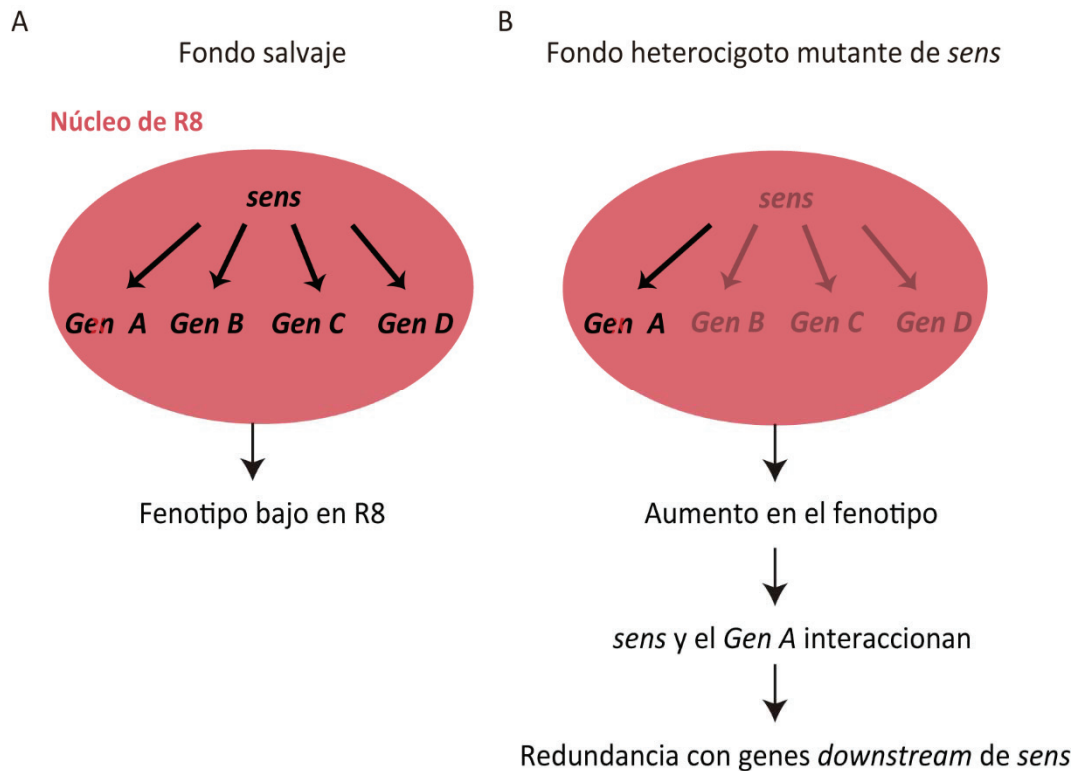 A
Fondo salvaje
Núcleo de R8
sens
Gen A Gen B Gen C Gen D
Fenotipo bajo en R8
B
Fondo heterocigoto mutante de sens
sens
Gen A Gen B Gen C Gen D
Aumento en el fenotipo
sens y el Gen A interaccionan
Redundancia con genes downstream de sens